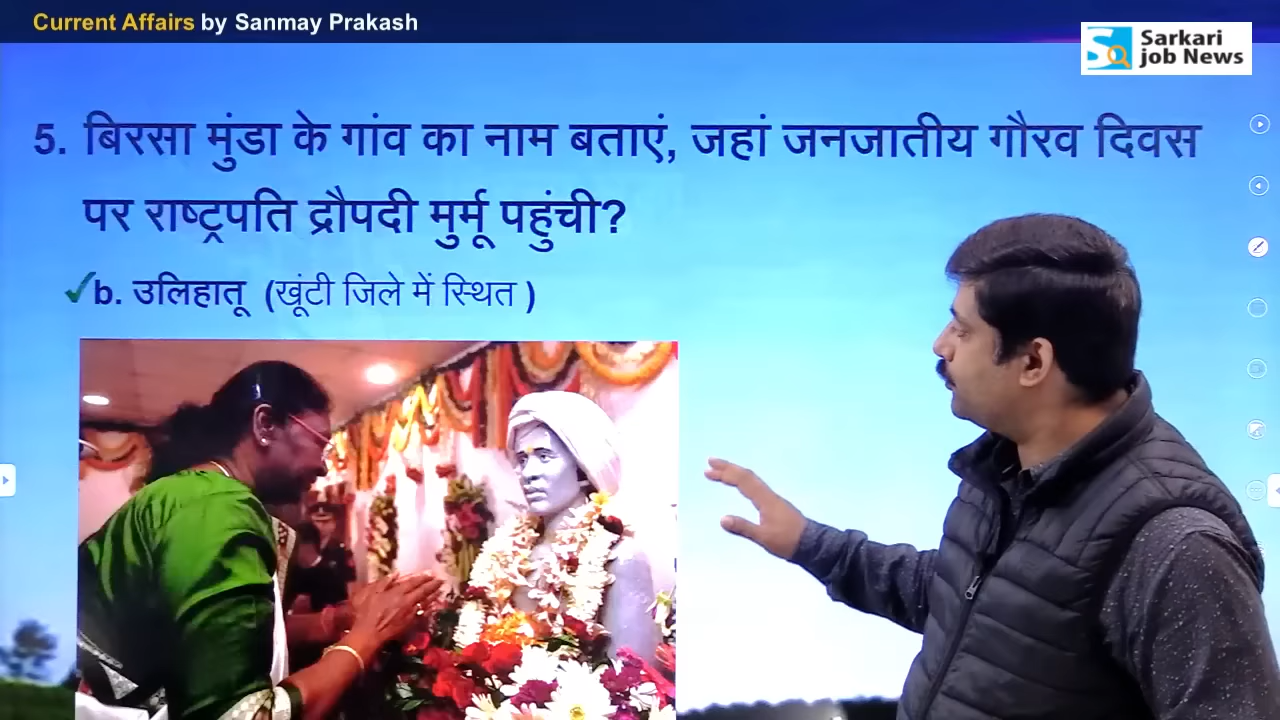 Current Affairs by Sanmay Prakash
Sarkari
job News
5. बिरसा मुंडा के गांव का नाम बताएं, जहां जनजातीय गौरव दिवस
पर राष्ट्रपति द्रौपदी मुर्मू पहुंची?
b. उलिहातू (खूंटी जिले में स्थित )